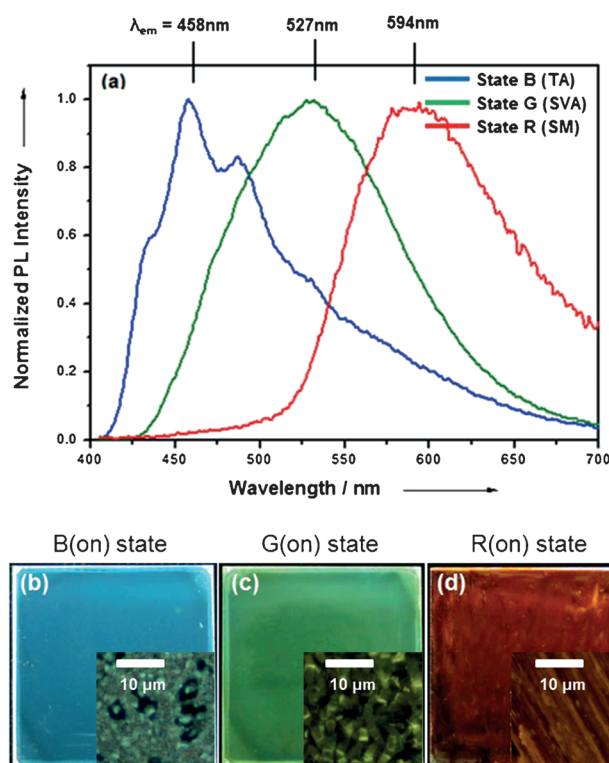 λem = 458nm 527nm 594nm
(a)
State B (TA)
State G (SVA)
State R (SM)
Normalized PL Intensity
1.0
0.8
0.6
0.4
0.2
0.0
400 450 500 550 600 650 700
Wavelength / nm
B(on) state G(on) state R(on) state
(b) (c) (d)
10 μm 10 μm 10 μm